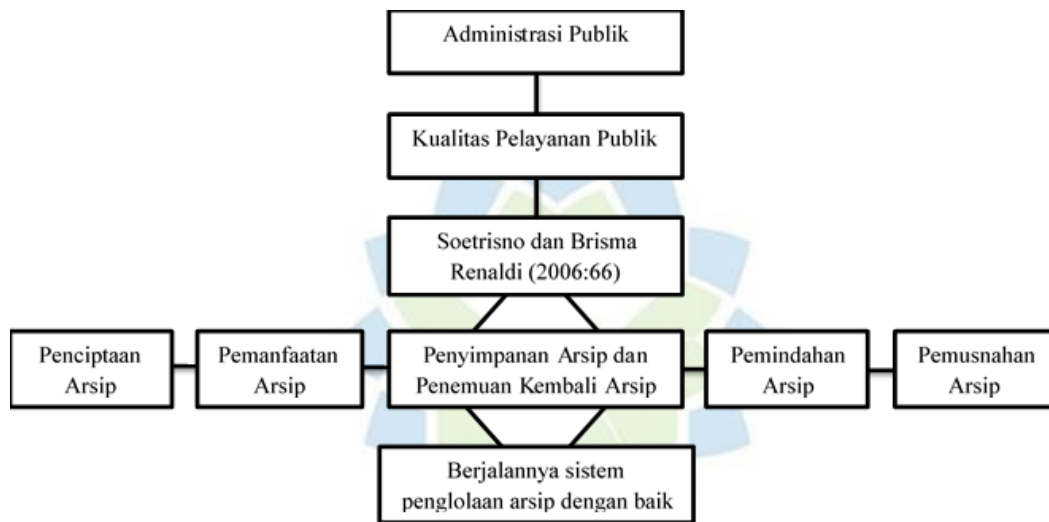 Administrasi Publik
Kualitas Pelayanan Publik
Soetrisno dan Brisma
Renaldi (2006:66)
Penciptaan
Arsip
Pemanfaatan
Arsip
Penyimpanan Arsip dan
Penemuan Kembali Arsip
Pemindahan
Arsip
Pemusnahan
Arsip
Berjalannya sistem
penglolaan arsip dengan baik